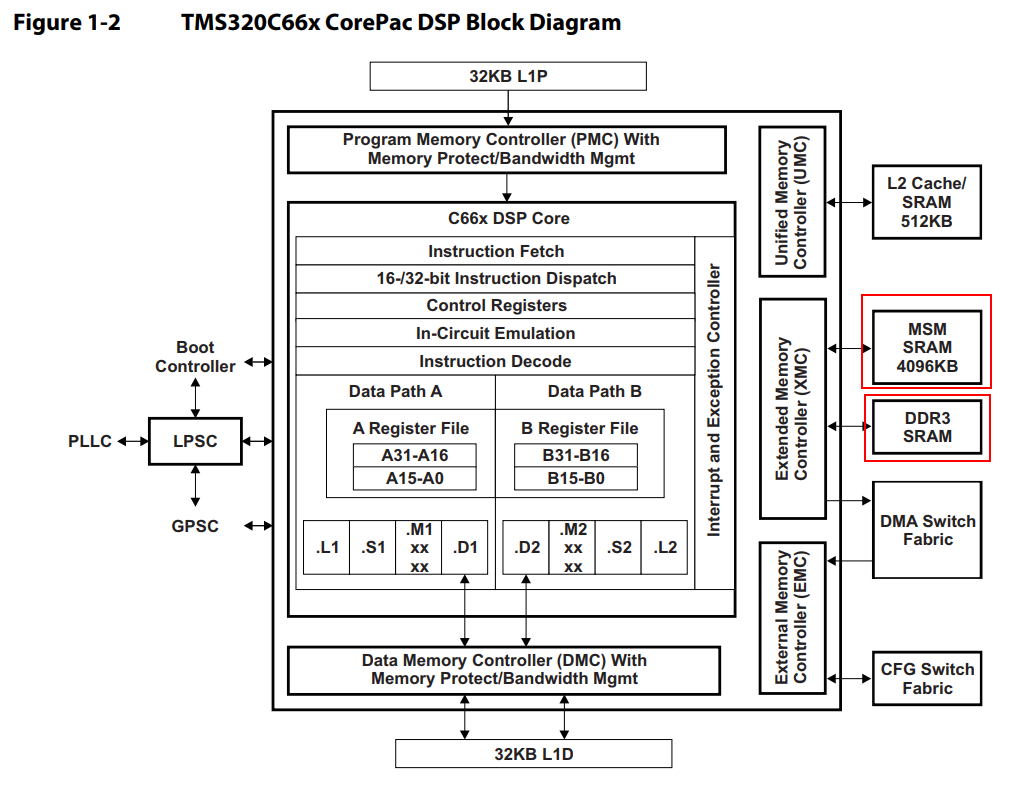 Figure 1-2 TMS320C66x CorePac DSP Block Diagram
32KB L1P
Program Memory Controller (PMC) With
Memory Protect/Bandwidth Mgmt
C66x DSP Core
Instruction Fetch
16-/32-bit Instruction Dispatch
Control Registers
In-Circuit Emulation
Instruction Decode
Data Path A
Data Path B
A Register File
B Register File
A31-A16
A15-A0
B31-B16
B15-B0
.L1
.S1
.M1
xx
xx
.D1
.D2
.M2
xx
xx
.S2
.L2
Interrupt and Exception Controller
Data Memory Controller (DMC) With
Memory Protect/Bandwidth Mgmt
32KB L1D
Boot
Controller
PLLC
LPSC
GPSC
Unified Memory
Controller (UMC)
L2 Cache/
SRAM
512KB
Extended Memory
Controller (XMC)
MSM
SRAM
4096KB
DDR3
SRAM
DMA Switch
Fabric
External Memory
Controller (EMC)
CFG Switch
Fabric